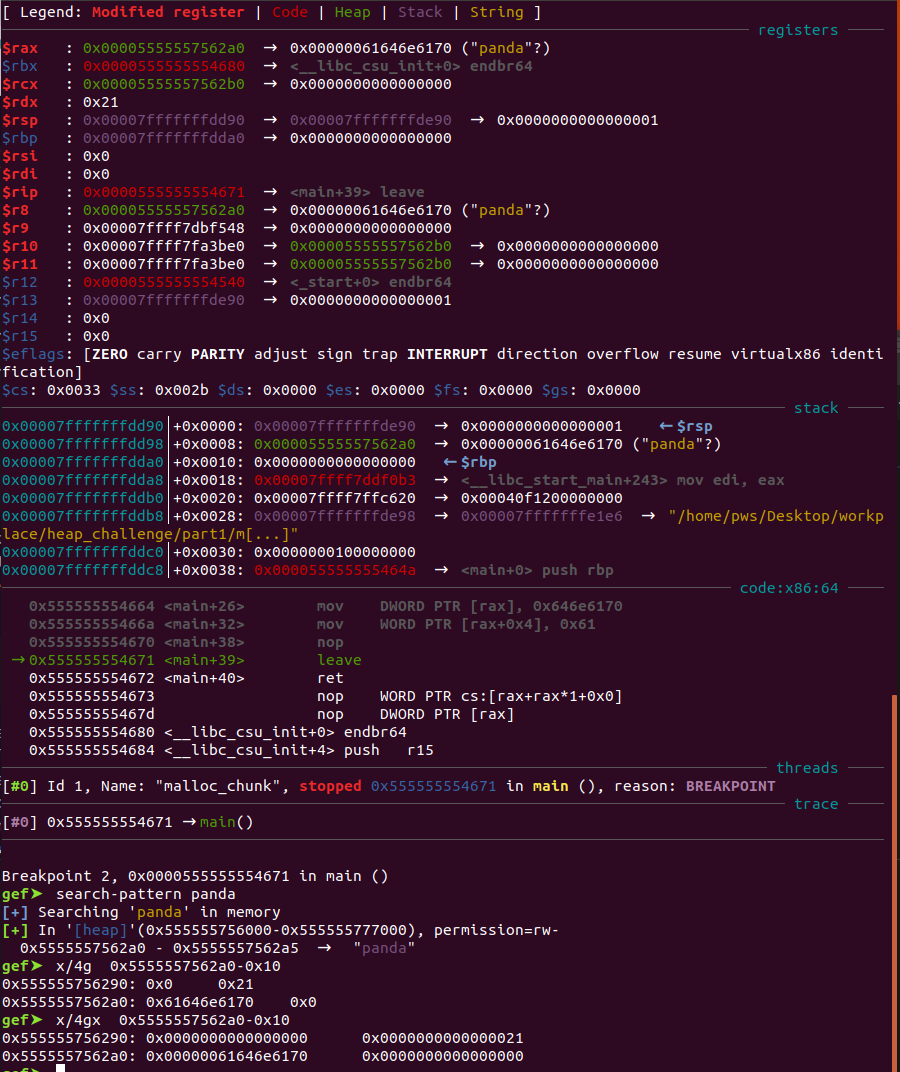 [ Legend: Modified register | Code | Heap | Stack | String ]
registers
$rax   : 0x00005555557562a0  →  0x00000061646e6170 ("panda"?)
$rbx   : 0x0000555555554680  →  <__libc_csu_init+0> endbr64
$rcx   : 0x00005555557562b0  →  0x0000000000000000
$rdx   : 0x21
$rsp   : 0x00007fffffffdd90  →  0x00007fffffffde90  →  0x0000000000000001
$rbp   : 0x00007fffffffdda0  →  0x0000000000000000
$rsi   : 0x0
$rdi   : 0x0
$rip   : 0x0000555555554671  →  <main+39> leave
$r8    : 0x00005555557562a0  →  0x00000061646e6170 ("panda"?)
$r9    : 0x00007ffff7dbf548  →  0x0000000000000000
$r10   : 0x00007ffff7fa3be0  →  0x00005555557562b0  →  0x0000000000000000
$r11   : 0x00007ffff7fa3be0  →  0x00005555557562b0  →  0x0000000000000000
$r12   : 0x0000555555554540  →  <_start+0> endbr64
$r13   : 0x00007fffffffde90  →  0x0000000000000001
$r14   : 0x0
$r15   : 0x0
$eflags: [ZERO carry PARITY adjust sign trap INTERRUPT direction overflow resume virtualx86 identi
fication]
$cs: 0x0033 $ss: 0x002b $ds: 0x0000 $es: 0x0000 $fs: 0x0000 $gs: 0x0000
stack
0x00007fffffffdd90│+0x0000: 0x00007fffffffde90  →  0x0000000000000001    ←$rsp
0x00007fffffffdd98│+0x0008: 0x00005555557562a0  →  0x00000061646e6170 ("panda"?)
0x00007fffffffdda0│+0x0010: 0x0000000000000000   ←$rbp
0x00007fffffffdda8│+0x0018: 0x00007ffff7ddf0b3  →  <__libc_start_main+243> mov edi, eax
0x00007fffffffddb0│+0x0020: 0x00007ffff7ffc620  →  0x00040f1200000000
0x00007fffffffddb8│+0x0028: 0x00007fffffffde98  →  0x00007fffffffe1e6  →  "/home/pws/Desktop/workp
lace/heap_challenge/part1/m[...]"
0x00007fffffffddc0│+0x0030: 0x0000000100000000
0x00007fffffffddc8│+0x0038: 0x000055555555464a  →  <main+0> push rbp
code:x86:64
0x555555554664 <main+26>        mov    DWORD PTR [rax], 0x646e6170
0x55555555466a <main+32>        mov    WORD PTR [rax+0x4], 0x61
0x555555554670 <main+38>        nop
→0x555555554671 <main+39>        leave
0x555555554672 <main+40>        ret
0x555555554673                  nop    WORD PTR cs:[rax+rax*1+0x0]
0x55555555467d                  nop    DWORD PTR [rax]
0x555555554680 <__libc_csu_init+0> endbr64
0x555555554684 <__libc_csu_init+4> push   r15
threads
[#0] Id 1, Name: "malloc_chunk", stopped 0x555555554671 in main (), reason: BREAKPOINT
trace
[#0] 0x555555554671 →main()
Breakpoint 2, 0x0000555555554671 in main ()
gef➤  search-pattern panda
[+] Searching 'panda' in memory
[+] In '[heap]'(0x555555756000-0x555555777000), permission=rw-
0x5555557562a0 - 0x5555557562a5  →   "panda"
gef➤  x/4g  0x5555557562a0-0x10
0x555555756290: 0x0     0x21
0x5555557562a0: 0x61646e6170    0x0
gef➤  x/4gx  0x5555557562a0-0x10
0x555555756290: 0x0000000000000000      0x0000000000000021
0x5555557562a0: 0x00000061646e6170      0x0000000000000000